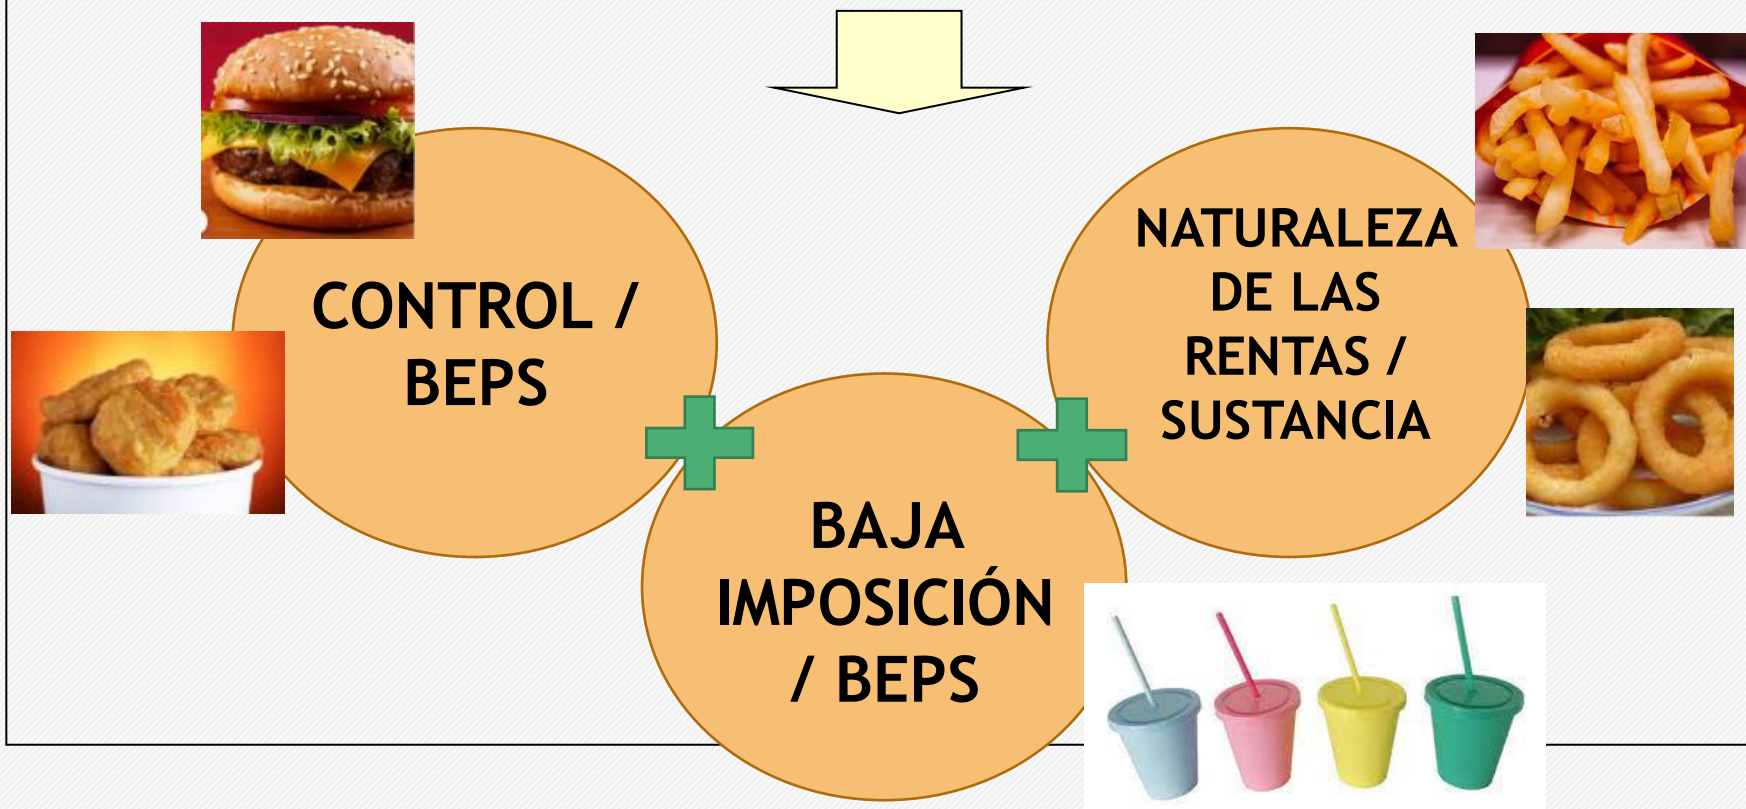 CONTROL /
BEPS
BAJA
IMPOSICIÓN
/ BEPS
NATURALEZA
DE LAS
RENTAS /
SUSTANCIA